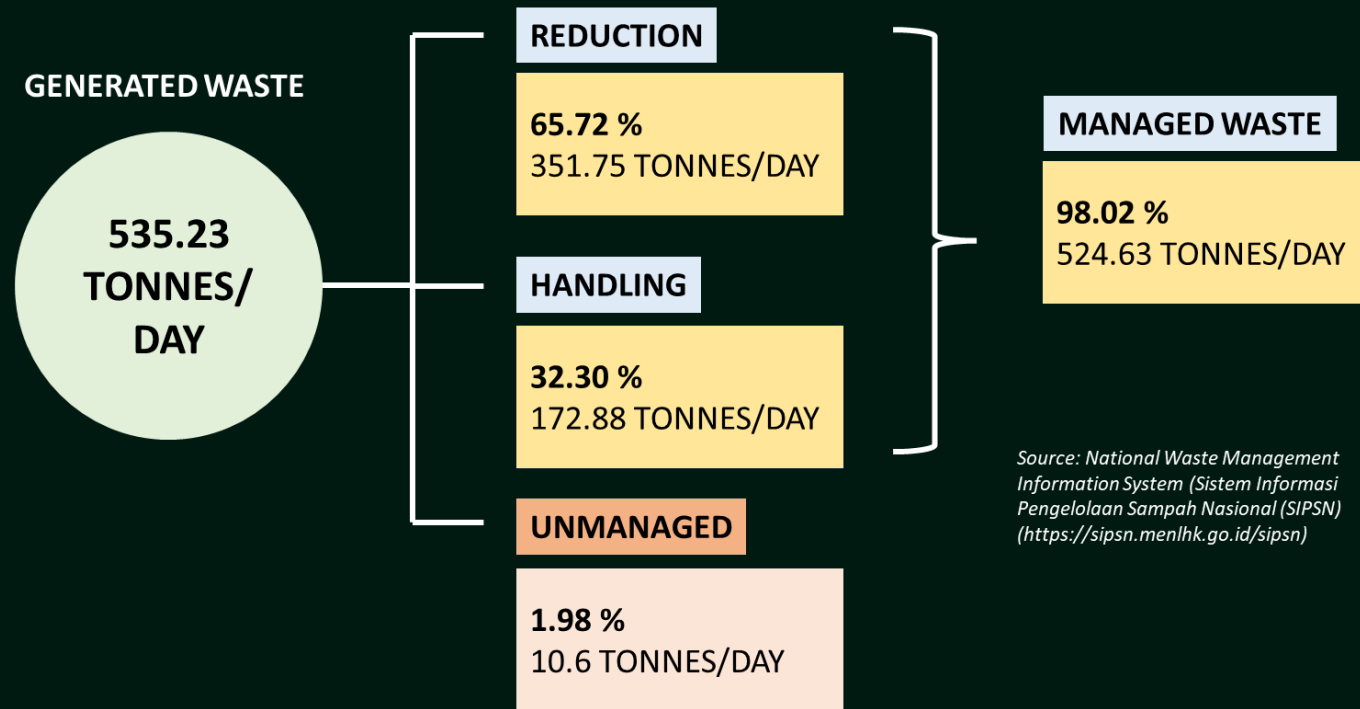 GENERATED WASTE
535.23
TONNES/
DAY
REDUCTION
65.72 %
351.75 TONNES/DAY
HANDLING
32.30 %
172.88 TONNES/DAY
UNMANAGED
1.98 %
10.6 TONNES/DAY
MANAGED WASTE
98.02 %
524.63 TONNES/DAY
Source: National Waste Management
Information System (Sistem Informasi
Pengelolaan Sampah Nasional (SIPSN)
(https://sipsn.menlhk.go.id/sipsn)